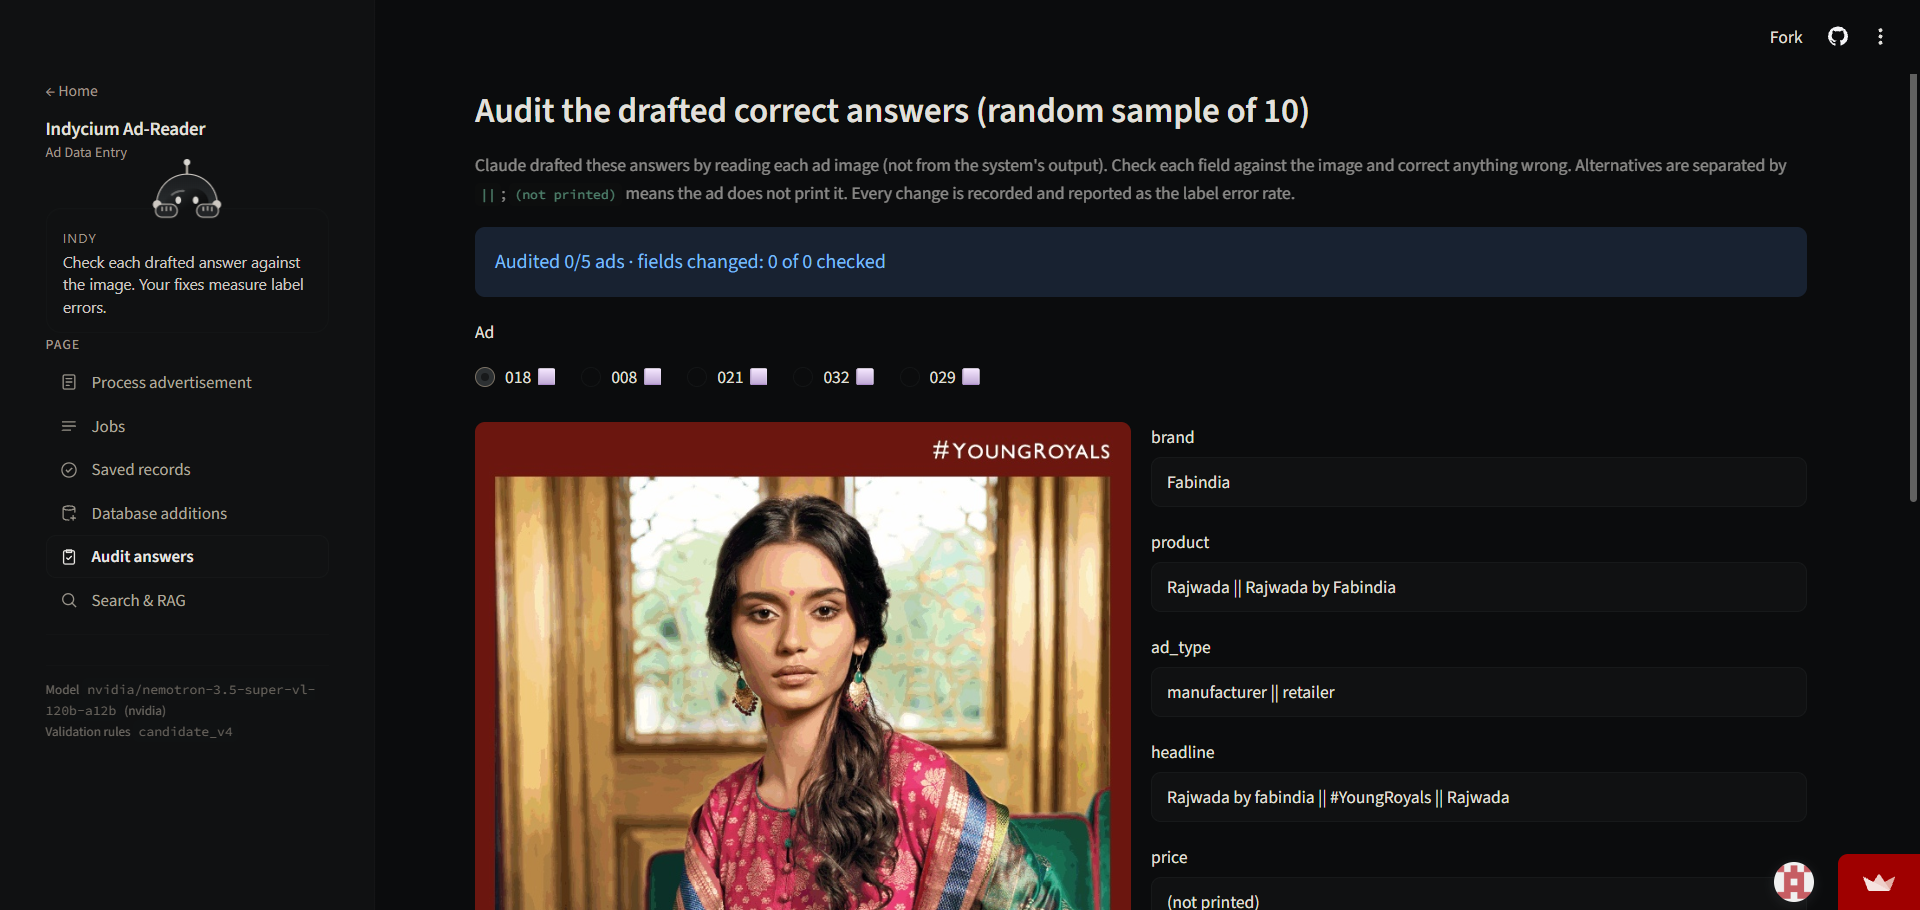 Fork
← Home
Indycium Ad-Reader
Ad Data Entry
INDY
Check each drafted answer against
the image. Your fixes measure label
errors.
PAGE
Process advertisement
Jobs
Saved records
Database additions
Audit answers
Search & RAG
Model nvidia/nemotron-3.5-super-vl-
120b-a12b (nvidia)
Validation rules candidate_v4
Audit the drafted correct answers (random sample of 10)
Claude drafted these answers by reading each ad image (not from the system's output). Check each field against the image and correct anything wrong. Alternatives are separated by
|| ; (not printed) means the ad does not print it. Every change is recorded and reported as the label error rate.
Audited 0/5 ads · fields changed: 0 of 0 checked
Ad
018 008 021 032 029
#YOUNGROYALS
brand
Fabindia
product
Rajwada || Rajwada by Fabindia
ad_type
manufacturer || retailer
headline
Rajwada by fabindia || #YoungRoyals || Rajwada
price
(not printed)